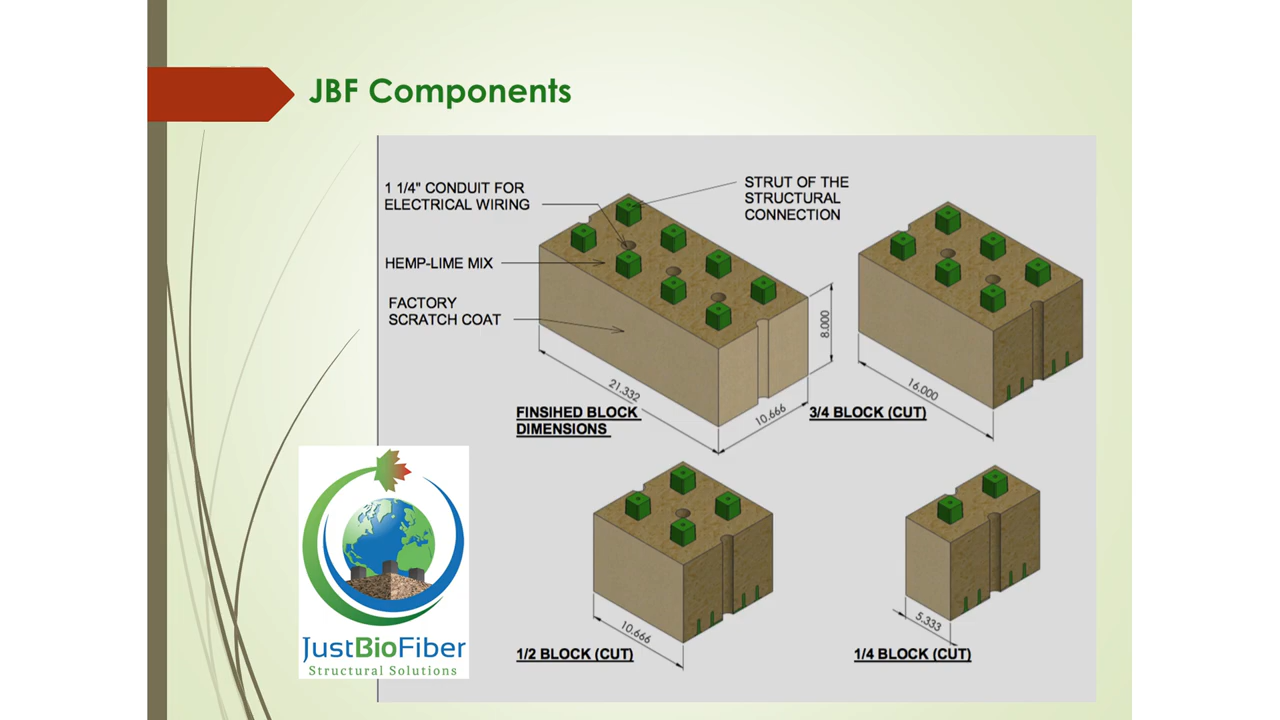 JBF Components
1 1/4" CONDUIT FOR
ELECTRICAL WIRING
STRUT OF THE
STRUCTURAL
CONNECTION
HEMP-LIME MIX
FACTORY
SCRATCH COAT
8.000
21.332
10.666
FINSIHED BLOCK
DIMENSIONS
16.000
3/4 BLOCK (CUT)
10.666
1/2 BLOCK (CUT)
5.333
1/4 BLOCK (CUT)
JustBioFiber
Structural Solutions